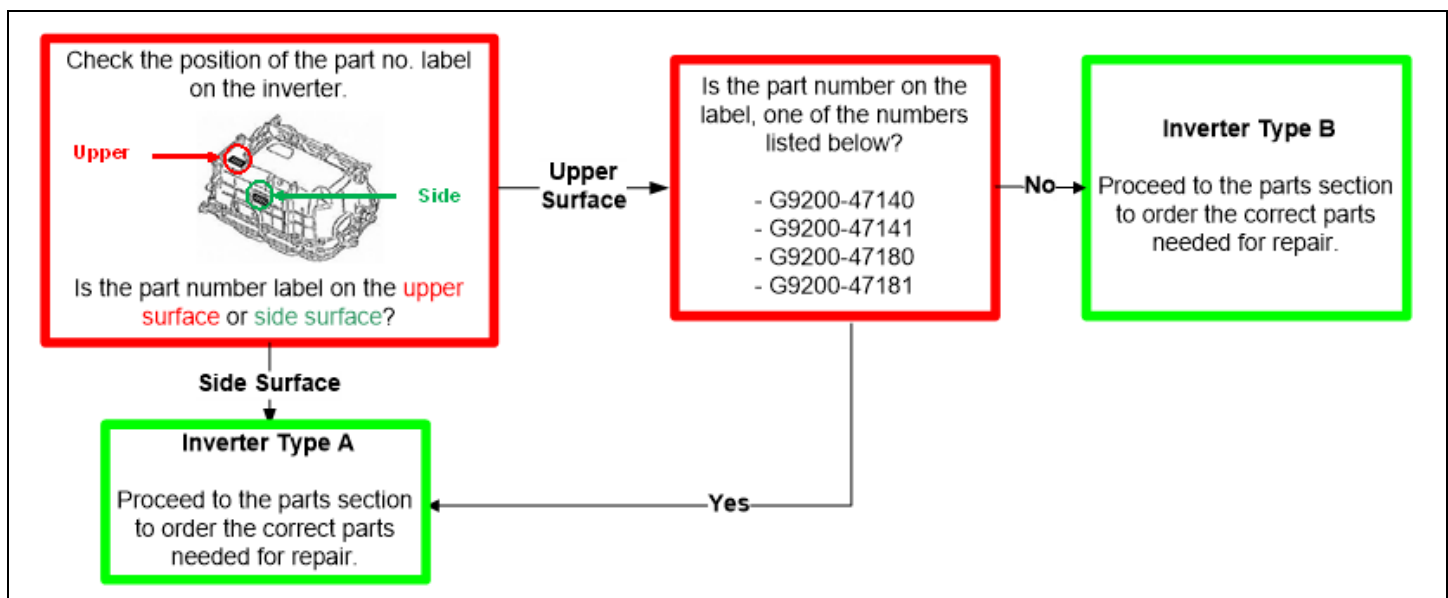 Check the position of the part no. label
on the inverter.
Upper
Side
Is the part number label on the upper
surface or side surface?
Upper
Surface
Is the part number on the
label, one of the numbers
listed below?
- G9200-47140
- G9200-47141
- G9200-47180
- G9200-47181
No
Inverter Type B
Proceed to the parts section
to order the correct parts
needed for repair.
Side Surface
Inverter Type A
Proceed to the parts section
to order the correct parts
needed for repair.
Yes